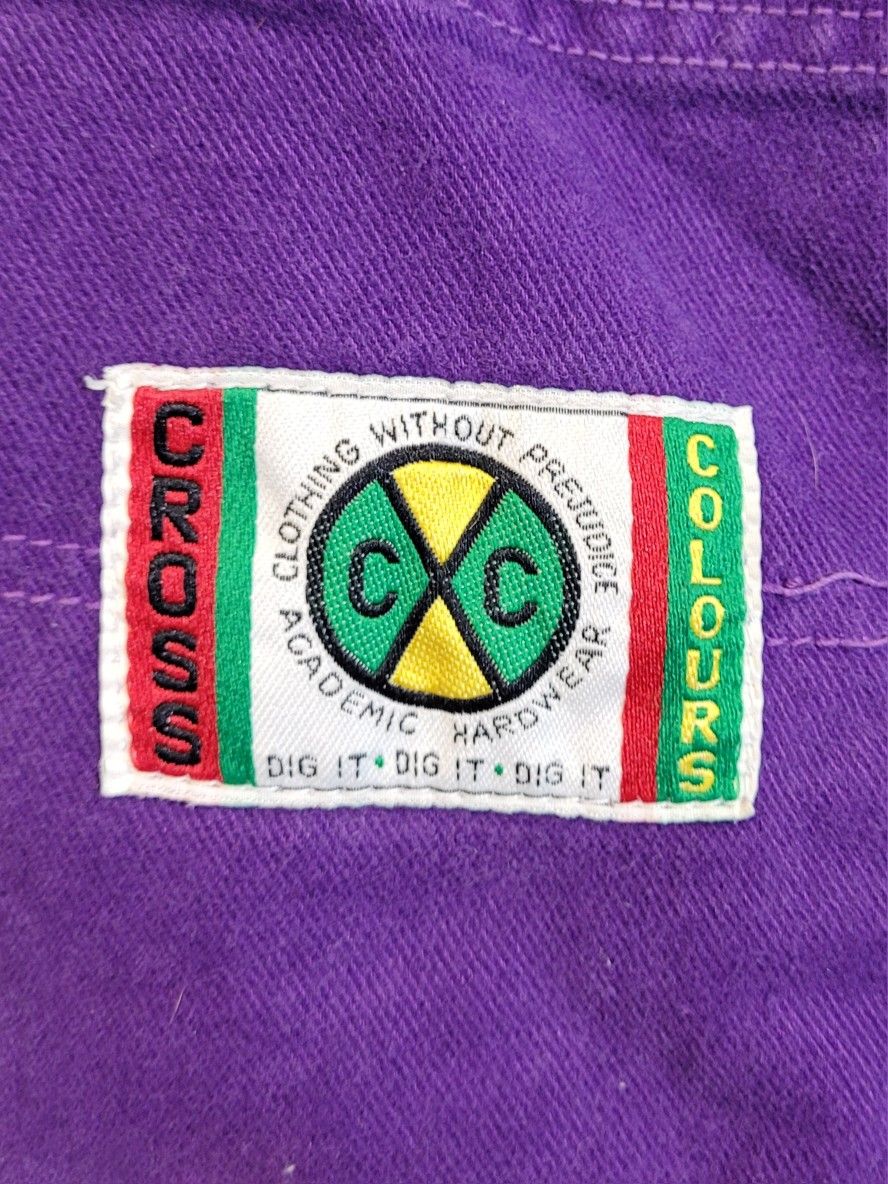 CROSS
CLOTHING WITHOUT PREJUDICE
C C
ACADEMIC HARDWEAR
DIG IT • DIG IT • DIG IT
COLOURS